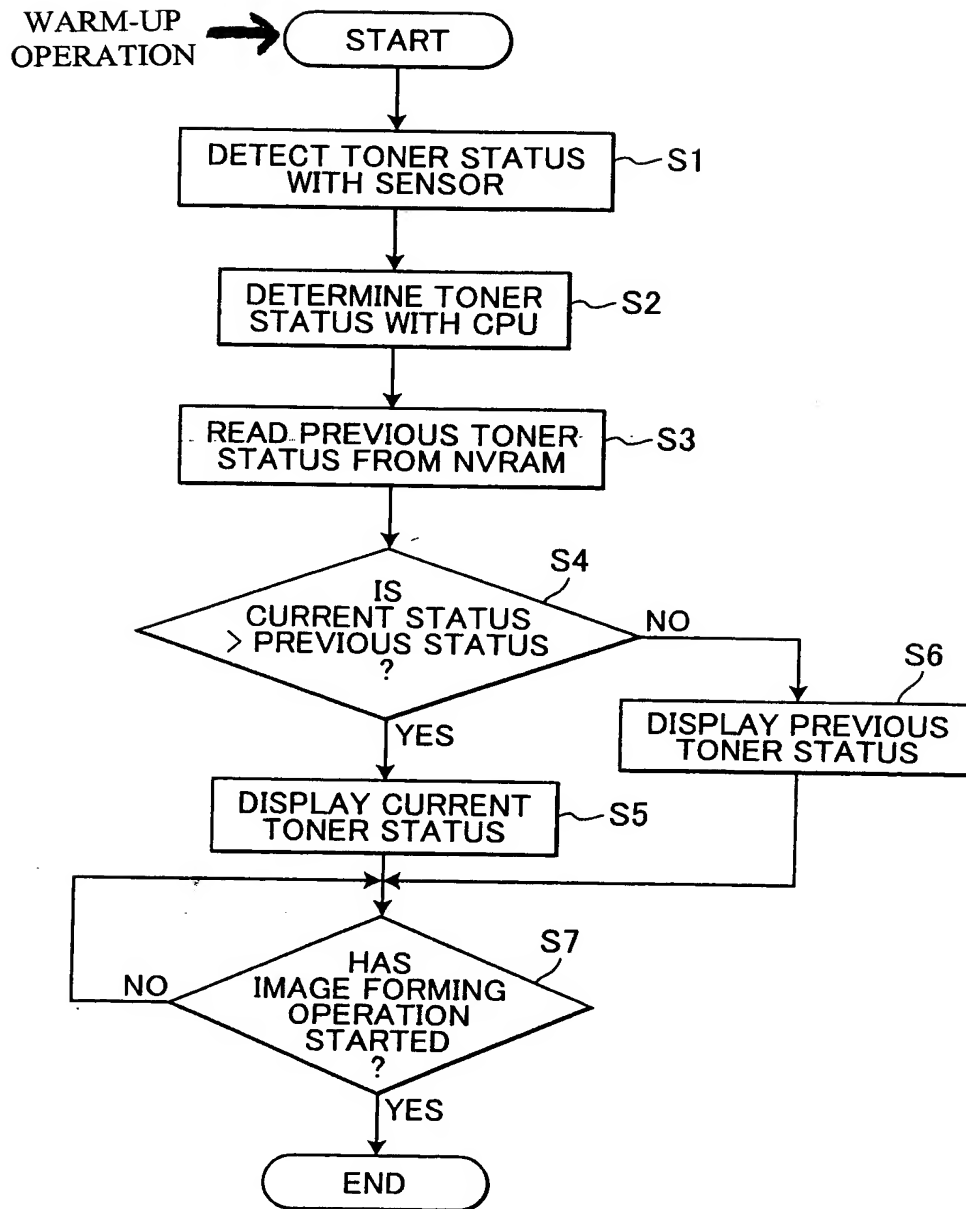 WARM-UP
OPERATION
START
DETECT TONER STATUS
WITH SENSOR
S1
DETERMINE TONER
STATUS WITH CPU
S2
READ PREVIOUS TONER
STATUS FROM NVRAM
S3
IS
CURRENT STATUS
> PREVIOUS STATUS
?
S4
NO
YES
S6
DISPLAY PREVIOUS
TONER STATUS
DISPLAY CURRENT
TONER STATUS
S5
HAS
IMAGE FORMING
OPERATION
STARTED
?
S7
NO
YES
END